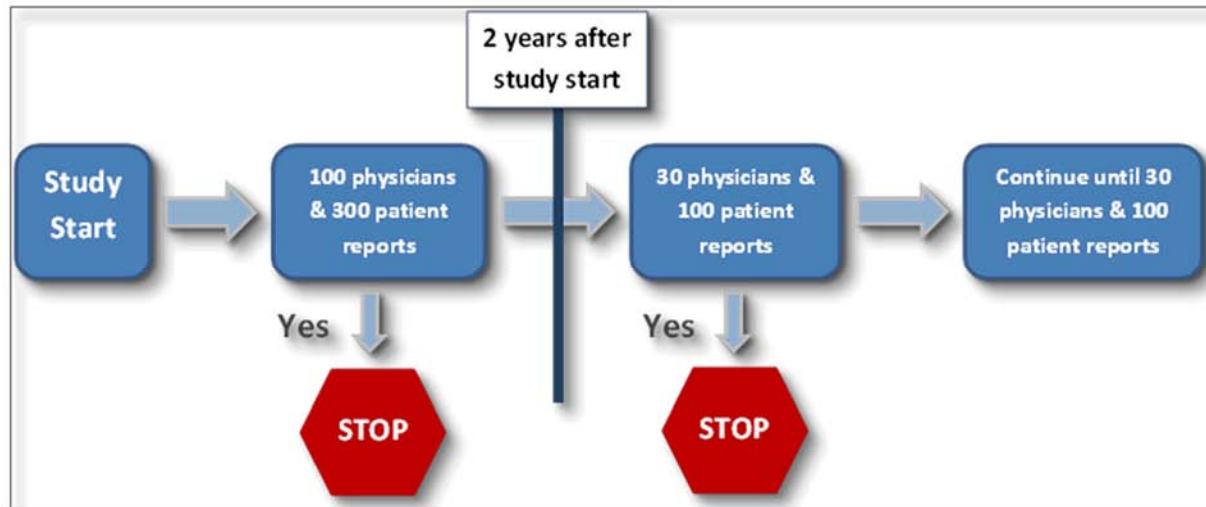 2 years after
study start
Study
Start
100 physicians
& 300 patient
reports
30 physicians &
100 patient
reports
Continue until 30
physicians & 100
patient reports
Yes
Yes
STOP
STOP